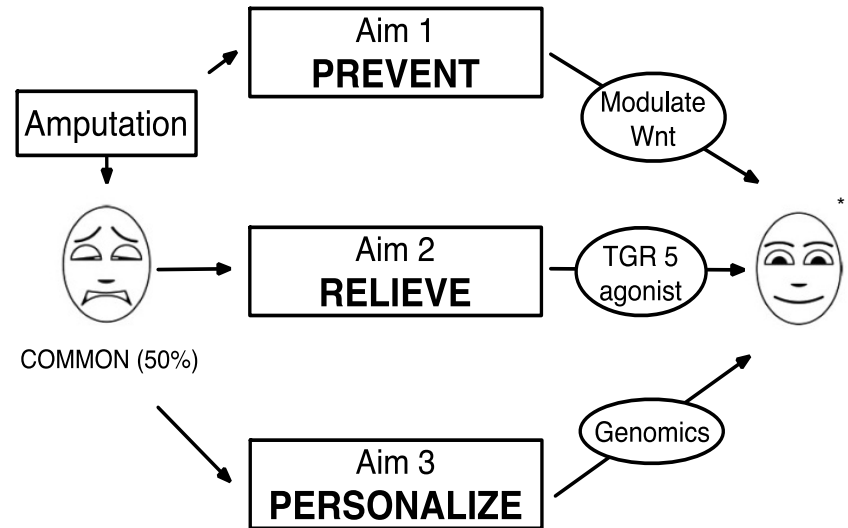 Aim 1
PREVENT
Modulate
Wnt
Amputation
*
Aim 2
RELIEVE
TGR 5
agonist
COMMON (50%)
Genomics
Aim 3
PERSONALIZE